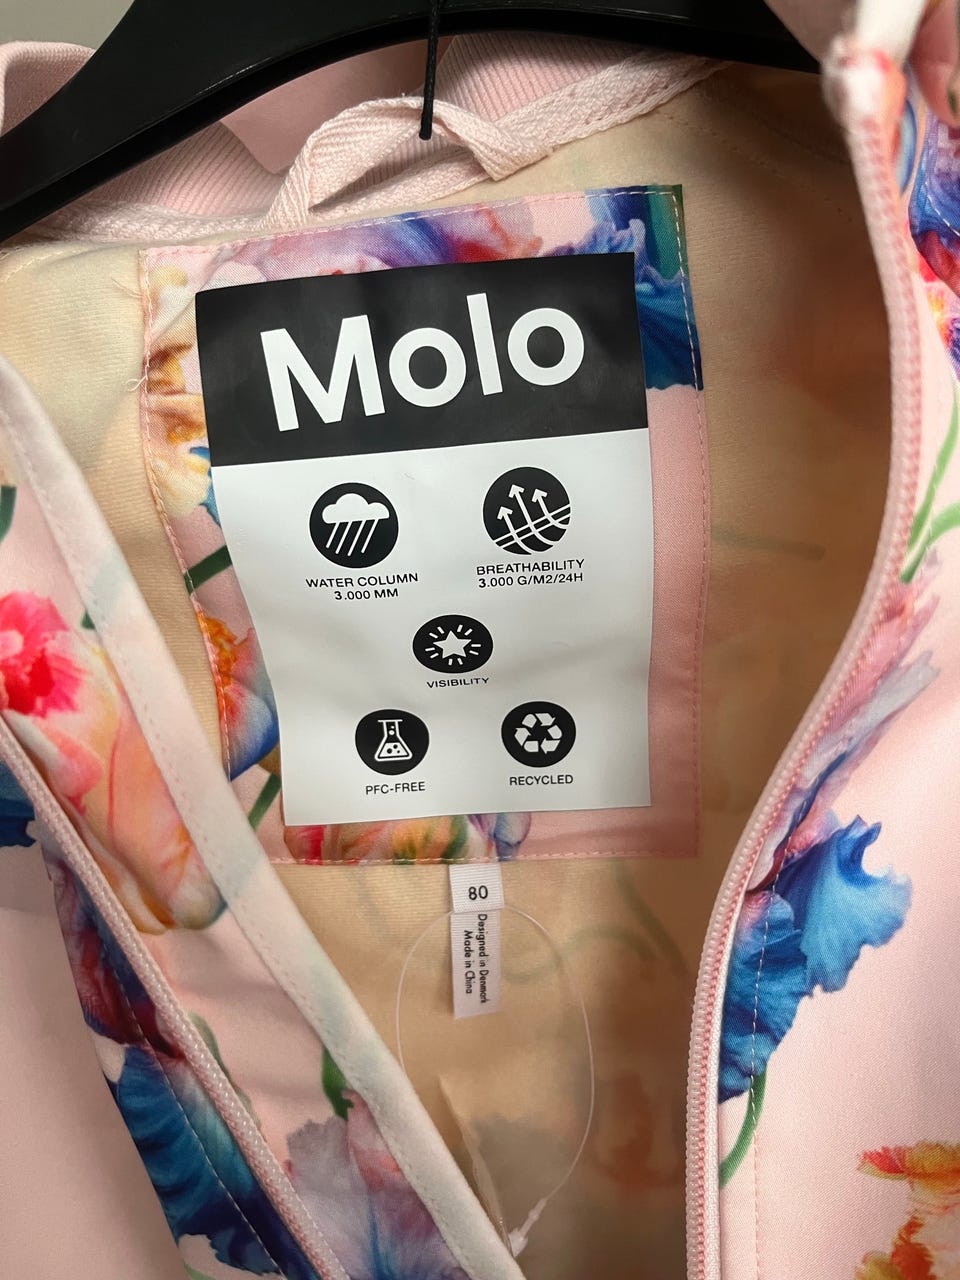 Molo
WATER COLUMN
3.000 MM
BREATHABILITY
3.000 G/M2/24H
VISIBILITY
PFC-FREE
RECYCLED
80
Designed in Denmark
Made in China